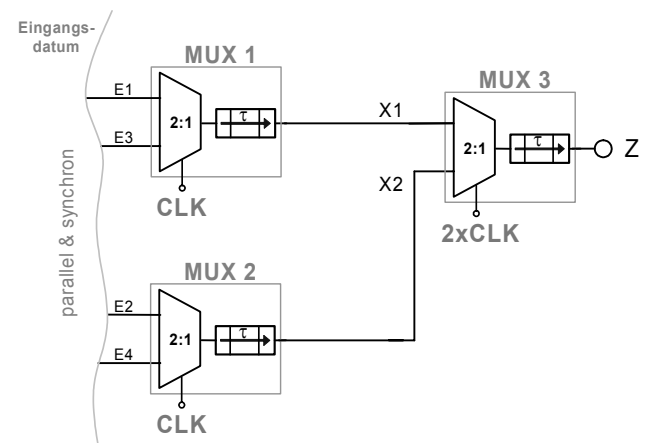 Eingangs-
datum
parallel & synchron
MUX 1
E1
E3
2:1
τ
CLK
X1
X2
MUX 3
2:1
τ
Z
2xCLK
MUX 2
E2
E4
2:1
τ
CLK